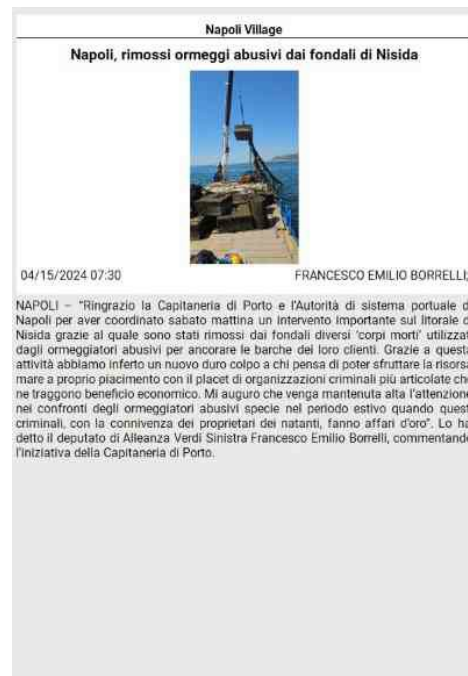 Napoli Village
Napoli, rimossi ormeggi abusivi dai fondali di Nisida
04/15/2024 07:30 FRANCESCO EMILIO BORRELLI;
NAPOLI – "Ringrazio la Capitaneria di Porto e l'Autorità di sistema portuale d
Napoli per aver coordinato sabato mattina un intervento importante sul litorale d
Nisida grazie al quale sono stati rimossi dai fondali diversi 'corpi morti' utilizzat
dagli ormeggiatori abusivi per ancorare le barche dei loro clienti. Grazie a questa
attività abbiamo inferto un nuovo duro colpo a chi pensa di poter sfruttare la risorsa
mare a proprio piacimento con il placet di organizzazioni criminali più articolate che
ne traggono beneficio economico. Mi auguro che venga mantenuta alta l'attenzione
nei confronti degli ormeggiatori abusivi specie nel periodo estivo quando quest
criminali, con la connivenza dei proprietari dei natanti, fanno affari d'oro". Lo ha
detto il deputato di Alleanza Verdi Sinistra Francesco Emilio Borrelli, commentando
l'iniziativa della Capitaneria di Porto.